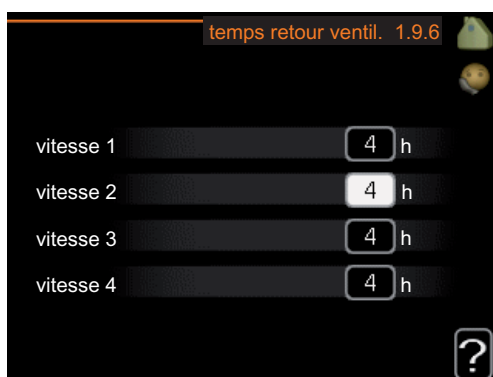 temps retour ventil. 1.9.6
vitesse 1 4 h
vitesse 2 4 h
vitesse 3 4 h
vitesse 4 4 h
?